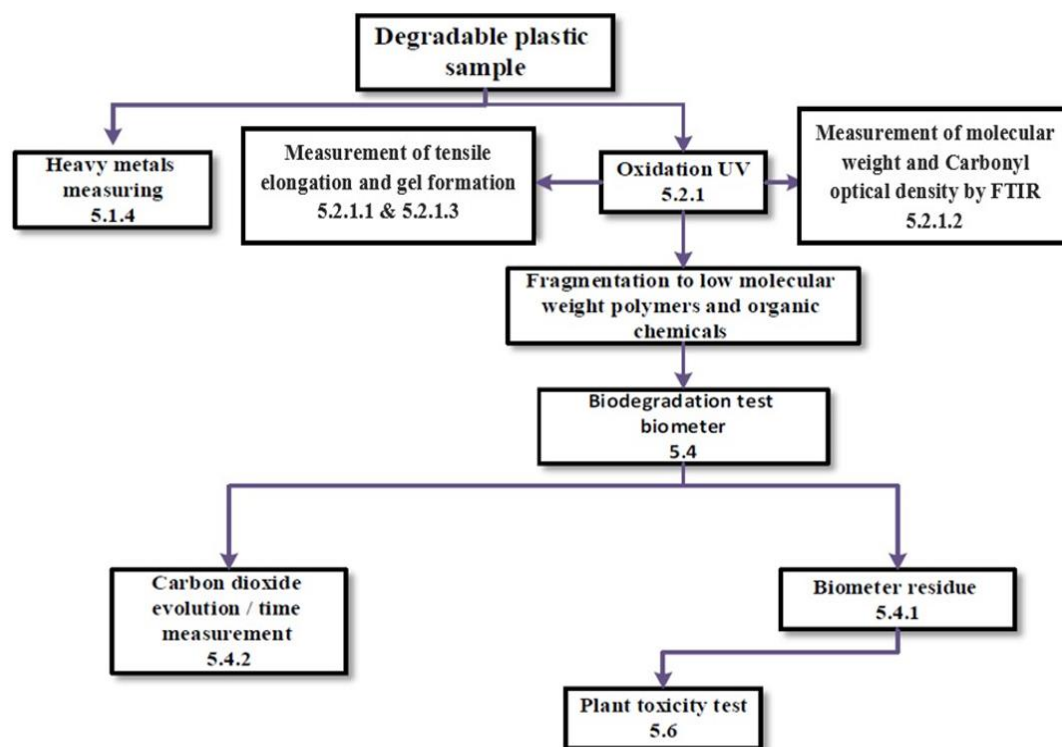 Degradable plastic
sample
Heavy metals
measuring
5.1.4
Measurement of tensile
elongation and gel formation
5.2.1.1 & 5.2.1.3
Oxidation UV
5.2.1
Measurement of molecular
weight and Carbonyl
optical density by FTIR
5.2.1.2
Fragmentation to low molecular
weight polymers and organic
chemicals
Biodegradation test
biometer
5.4
Carbon dioxide
evolution / time
measurement
5.4.2
Biometer residue
5.4.1
Plant toxicity test
5.6